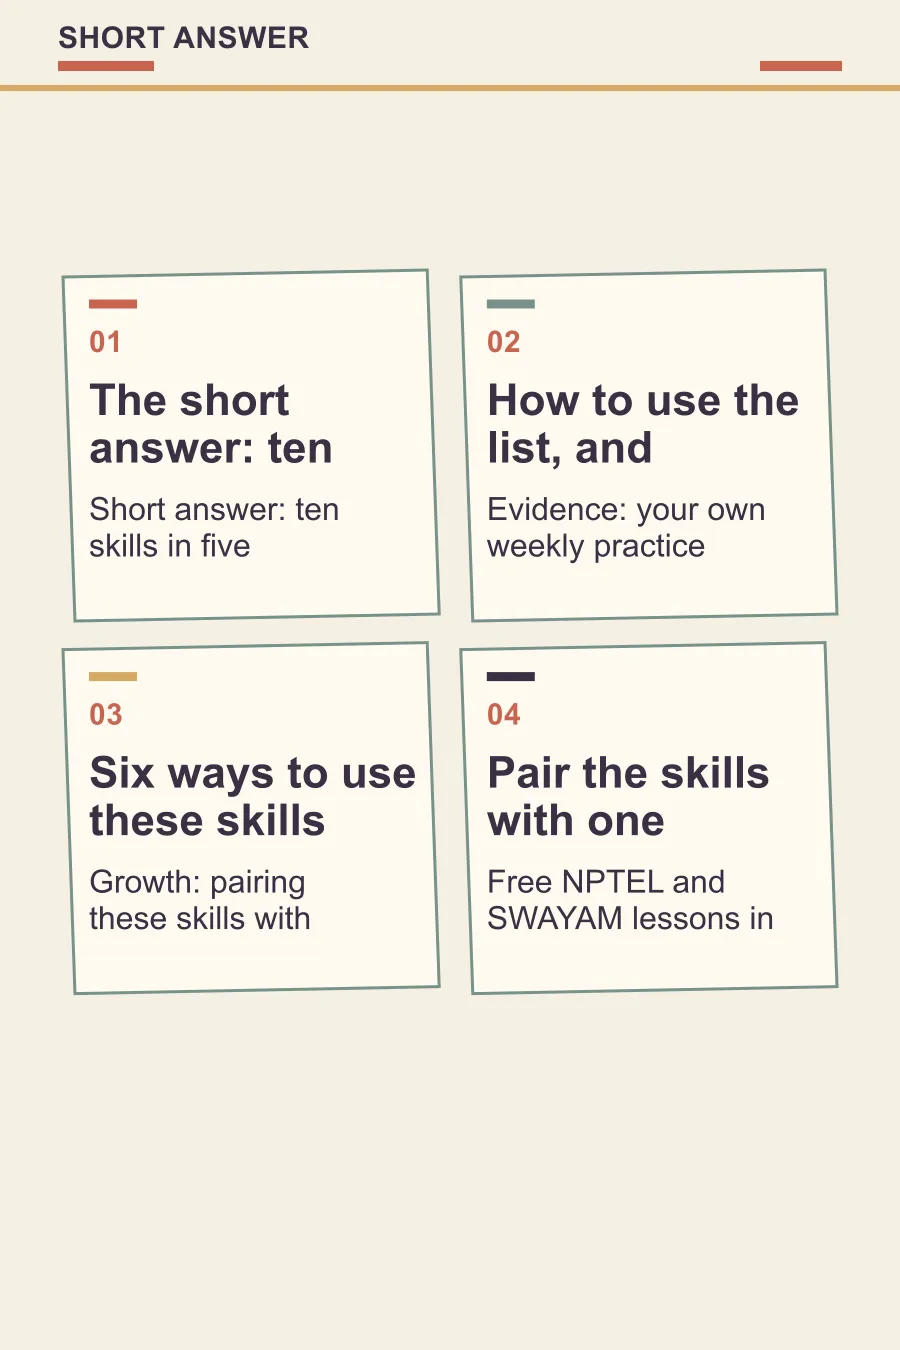 SHORT ANSWER
01
The short
answer: ten
Short answer: ten
skills in five
02
How to use the
list, and
Evidence: your own
weekly practice
03
Six ways to use
these skills
Growth: pairing
these skills with
04
Pair the skills
with one
Free NPTEL and
SWAYAM lessons in